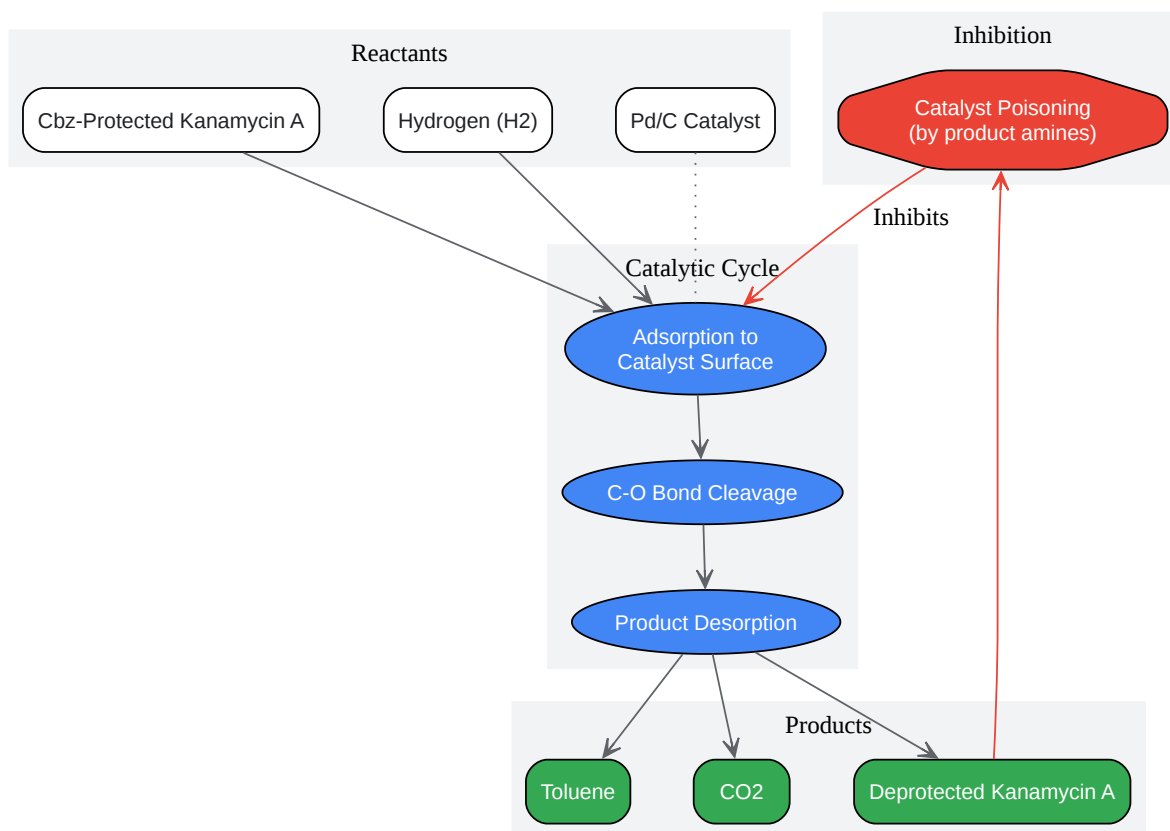 Reactants
Inhibition
Cbz-Protected Kanamycin A
Hydrogen (H2)
Pd/C Catalyst
Catalyst Poisoning
(by product amines)
Inhibits
Catalytic Cycle
Adsorption to
Catalyst Surface
C-O Bond Cleavage
Product Desorption
Products
Toluene
CO2
Deprotected Kanamycin A